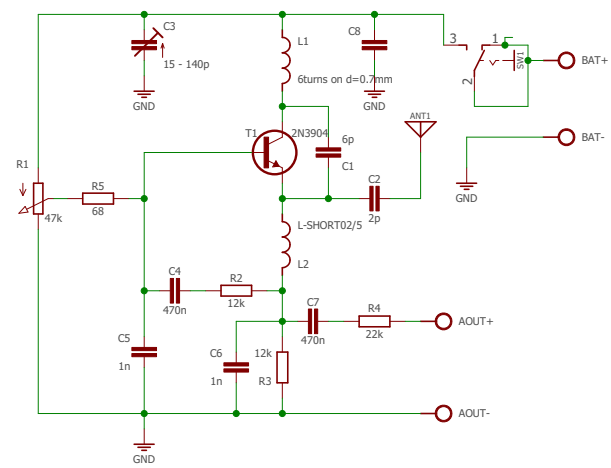 C3
15 - 140p
GND
L1
6turns on d=0.7mm
C8
GND
3
1
2
SW1
BAT+
BAT-
GND
T1
2N3904
6p
C1
ANT1
C2
2p
R1
47k
R5
68
L-SHORT02/5
L2
C4
470n
R2
12k
C7
470n
R4
22k
AOUT+
C5
1n
C6
1n
12k
R3
AOUT-
GND